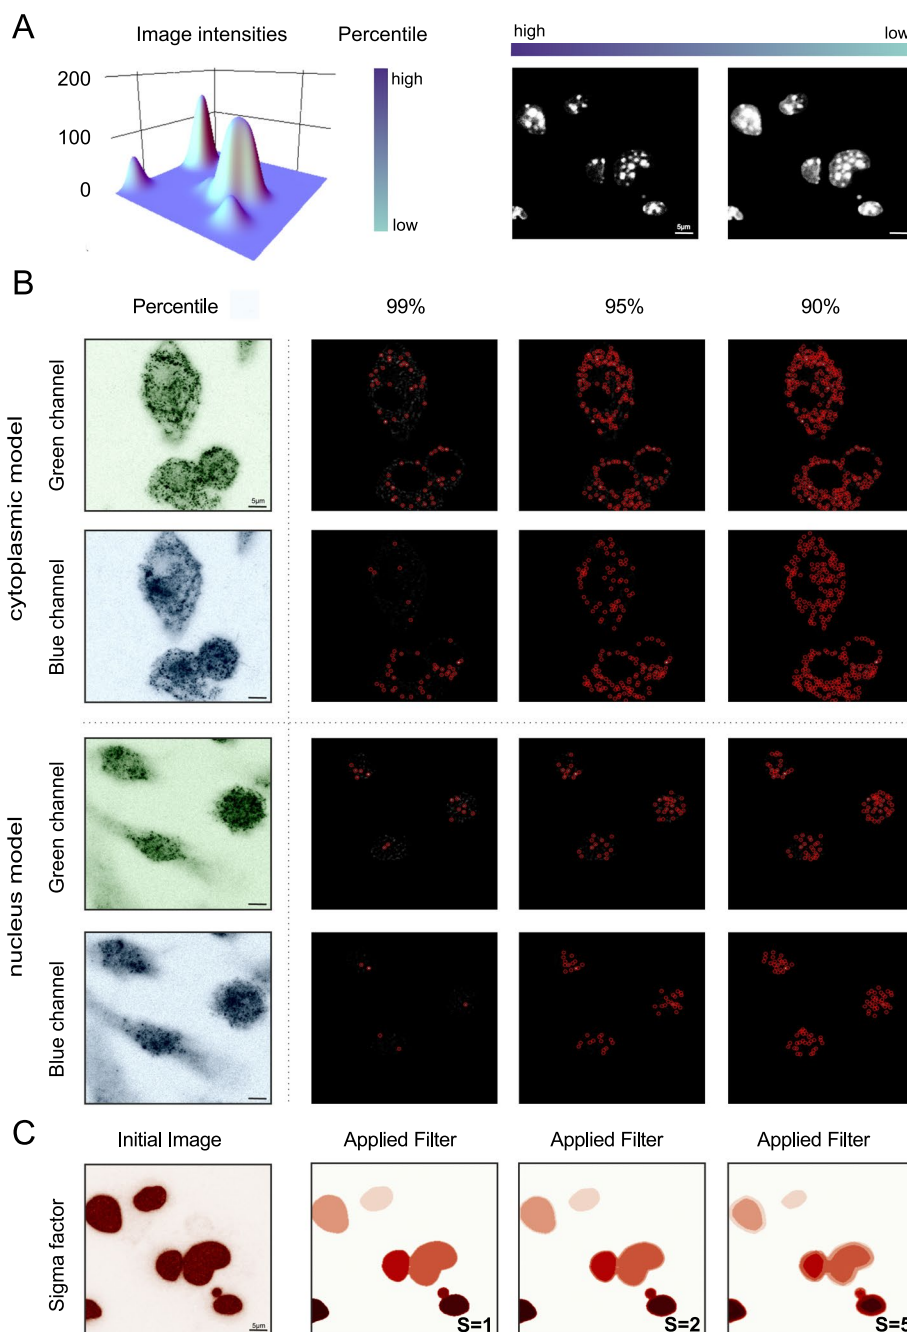 A
Image intensities
Percentile
high
low
200
100
0
high
low
5μm
B
Percentile
99%
95%
90%
cytoplasmic model
Green channel
5μm
Blue channel
nucleus model
Green channel
Blue channel
C
Initial Image
Applied Filter
Applied Filter
Applied Filter
Sigma factor
5μm
S=1
S=2
S=5